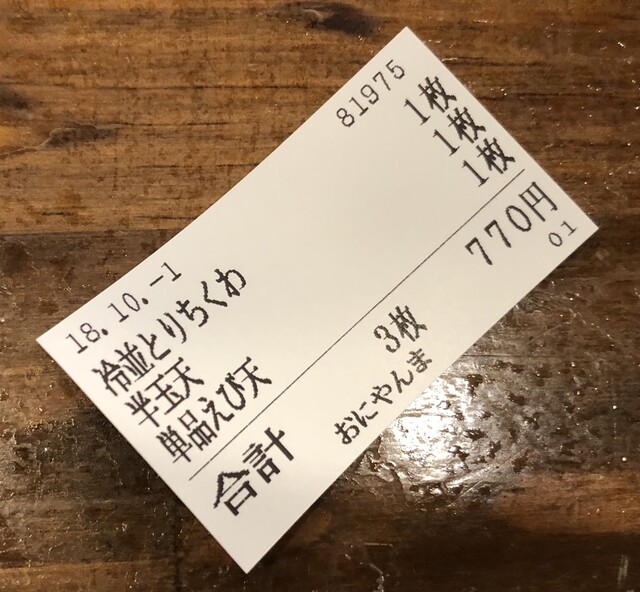 18.10.-1 81975
冷並とりちくわ 1枚
半玉天 1枚
単品えび天 1枚
合計 3枚 770円
おにやんま 01